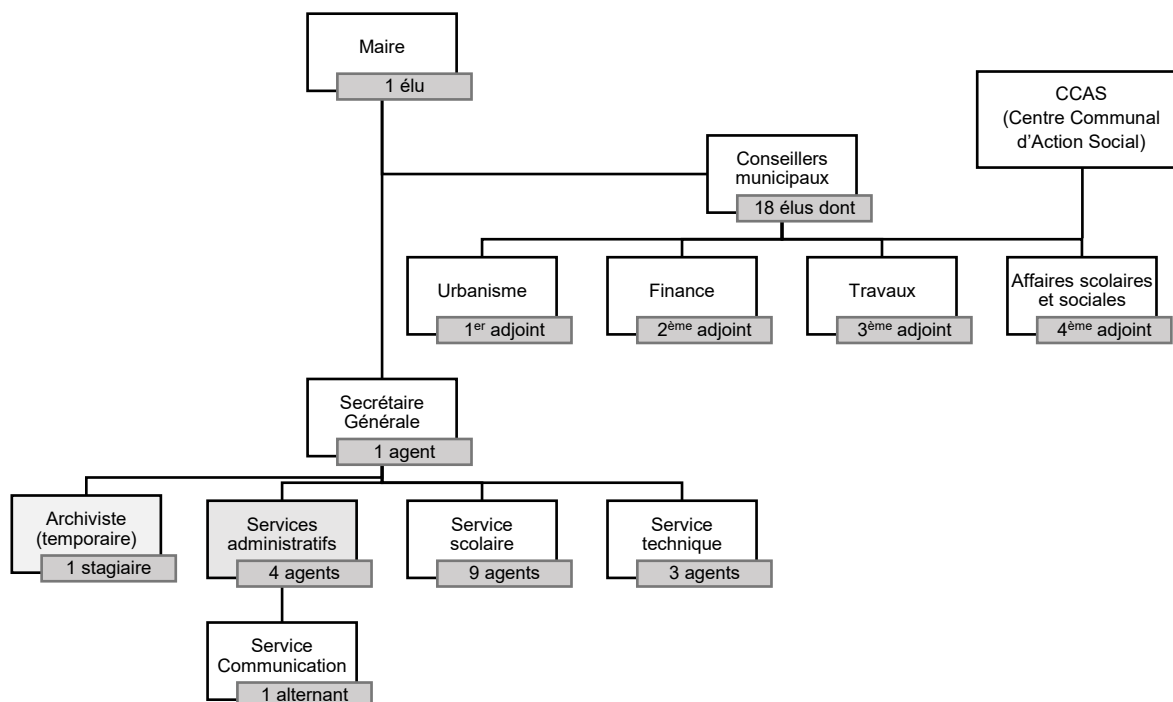 Maire
1 élu
CCAS
(Centre Communal
d’Action Social)
Conseillers
municipaux
18 élus dont
Urbanisme
1er adjoint
Finance
2ème adjoint
Travaux
3ème adjoint
Affaires scolaires
et sociales
4ème adjoint
Secrétaire
Générale
1 agent
Archiviste
(temporaire)
1 stagiaire
Services
administratifs
4 agents
Service
scolaire
9 agents
Service
technique
3 agents
Service
Communication
1 alternant